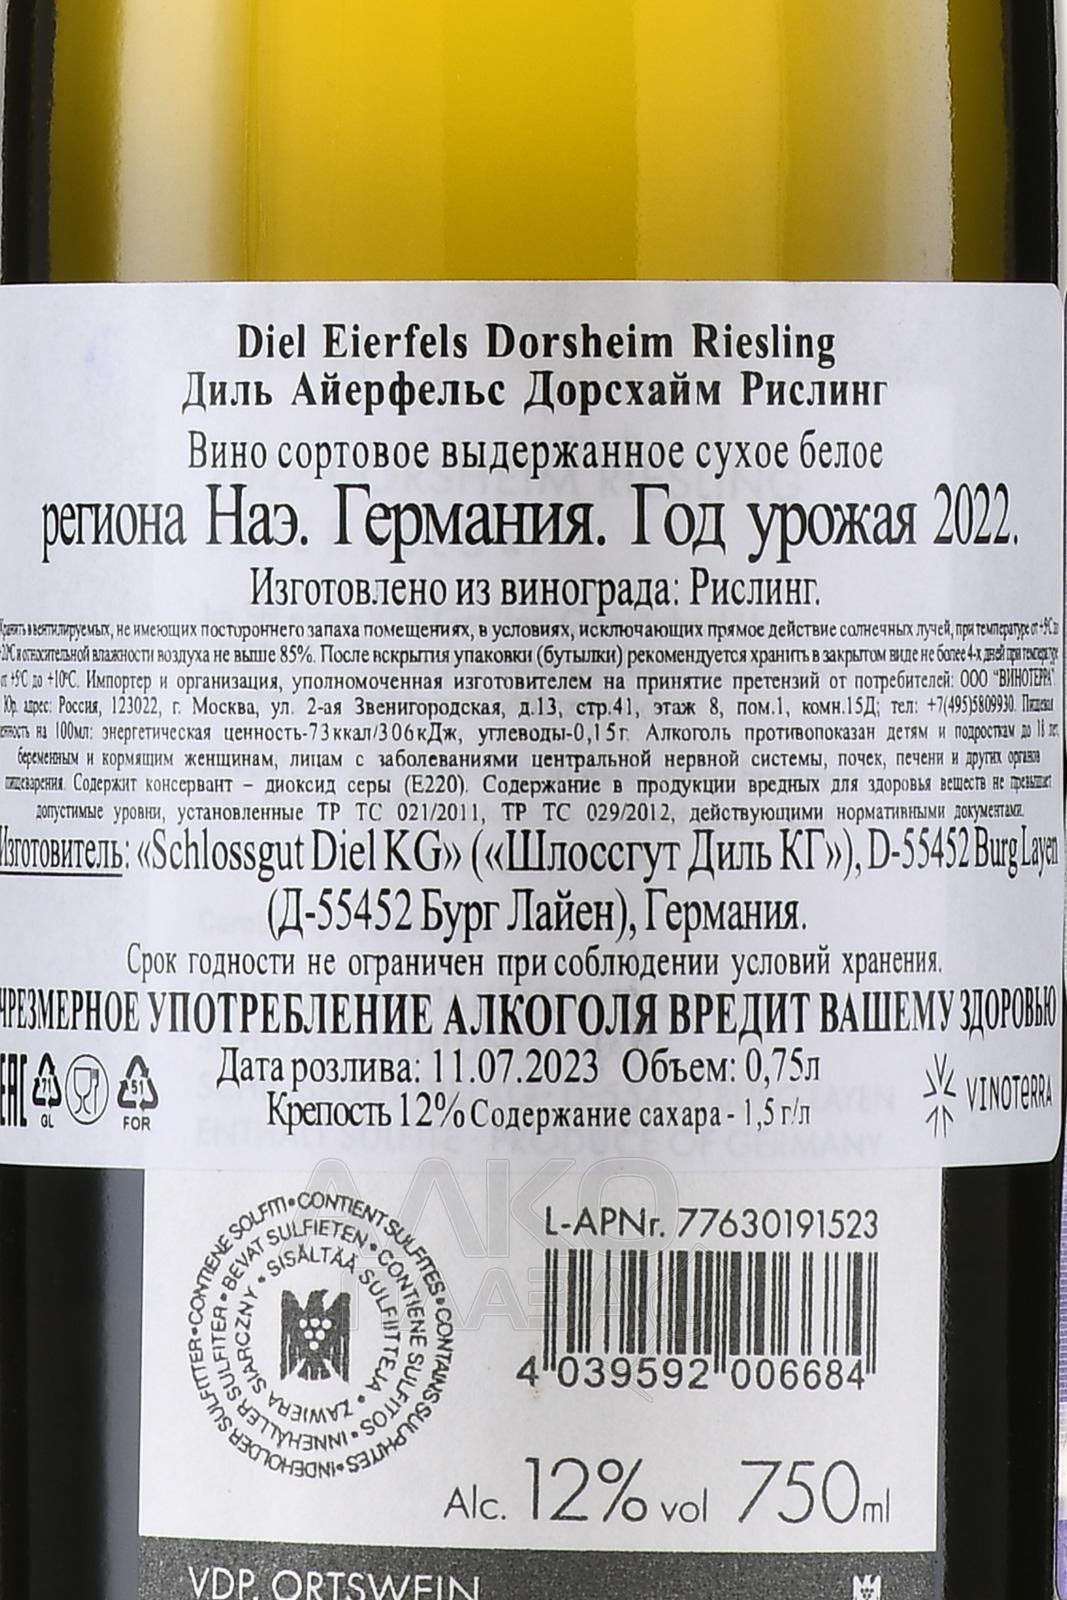 Diel Eierfels Dorsheim Riesling
Диль Айерфельс Дорсхайм Рислинг
Вино сортовое выдержанное сухое белое
региона Наэ. Германия. Год урожая 2022.
Изготовлено из винограда: Рислинг.
Хранить в вентилируемых, не имеющих постороннего запаха помещениях, в условиях, исключающих прямое действие солнечных лучей, при температуре от +5°C до
+20°C и относительной влажности воздуха не выше 85%. После вскрытия упаковки (бутылки) рекомендуется хранить в закрытом виде не более 4-х дней при температуре
от +5°C до +10°C. Импортер и организация, уполномоченная изготовителем на принятие претензий от потребителей: ООО "ВИНОТЕРРА".
Юр. адрес: Россия, 123022, г. Москва, ул. 2-ая Звенигородская, д.13, стр.41, этаж 8, пом.1, комн.15Д; тел: +7(495)5809930. Пищевая
ценность на 100мл: энергетическая ценность-73ккал/306кДж, углеводы-0,15г. Алкоголь противопоказан детям и подросткам до 18 лет,
беременным и кормящим женщинам, лицам с заболеваниями центральной нервной системы, почек, печени и других органов
пищеварения. Содержит консервант – диоксид серы (Е220). Содержание в продукции вредных для здоровья веществ не превышает
допустимые уровни, установленные ТР ТС 021/2011, ТР ТС 029/2012, действующими нормативными документами.
Изготовитель: «Schlossgut Diel KG» («Шлоссгут Диль КГ»), D-55452 Burg Layen
(Д-55452 Бург Лайен), Германия.
Срок годности не ограничен при соблюдении условий хранения.
ЧРЕЗМЕРНОЕ УПОТРЕБЛЕНИЕ АЛКОГОЛЯ ВРЕДИТ ВАШЕМУ ЗДОРОВЬЮ
Дата розлива: 11.07.2023 Объем: 0,75л
Крепость 12% Содержание сахара - 1,5 г/л
EAC
71
GL
51
FOR
VINOTERRA
CONTIENT SULFITES • CONTAINS SULPHITES • INDEHOLDER SULFITTER • CONTIENE SOLFITI •
BEVAT SULFIETEN • CONTIENE SULFITOS • INNEHÅLLER SULFITER •
SISÄLTÄÄ SULFIITTEJA • ZAWIERA SIARCZNY •
L-APNr. 77630191523
4 039592 006684
Alc. 12% vol 750ml
VDP. ORTSWEIN
АЛКО
МАРКЕТ